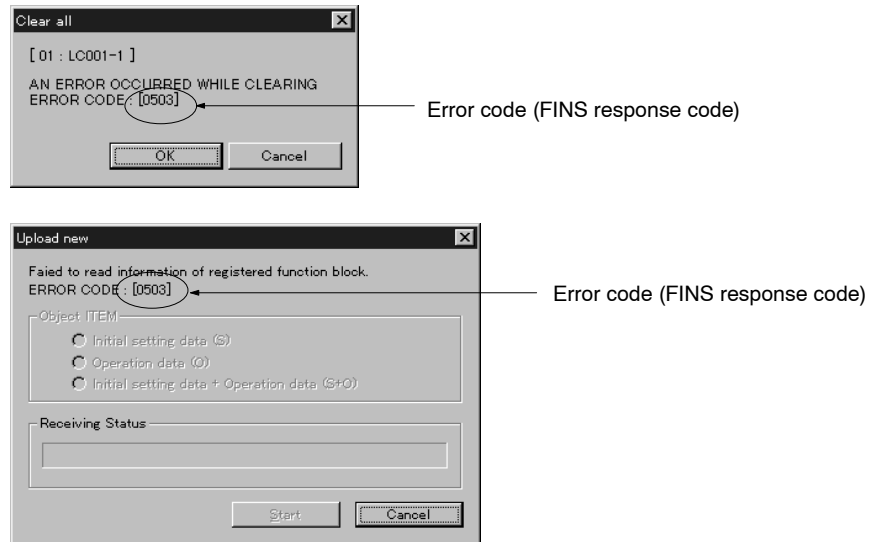 Clear all
[ 01 : LC001-1 ]
AN ERROR OCCURRED WHILE CLEARING
ERROR CODE : [0503]
Error code (FINS response code)
OK
Cancel
Upload new
Faied to read information of registered function block.
ERROR CODE : [0503]
Error code (FINS response code)
Object ITEM
Initial setting data (S)
Operation data (O)
Initial setting data + Operation data (S+O)
Receiving Status
Start
Cancel